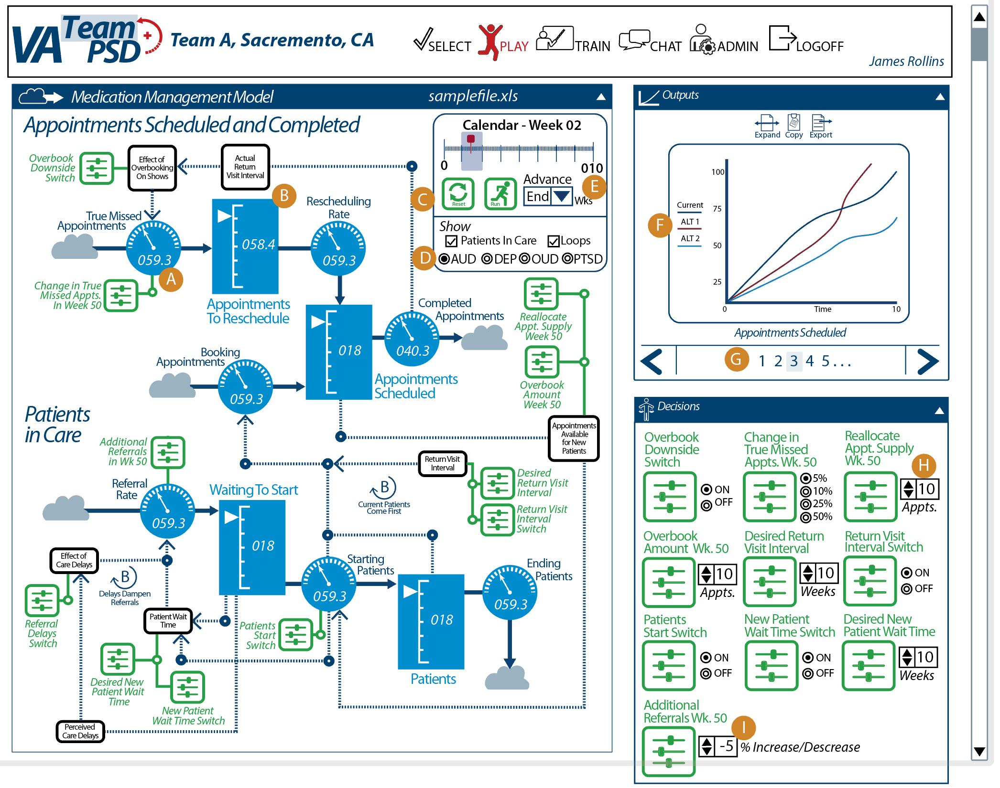 VA Team PSD
Team A, Sacremento, CA
SELECT
PLAY
TRAIN
CHAT
ADMIN
LOGOFF
James Rollins
Medication Management Model
samplefile.xls
Appointments Scheduled and Completed
Overbook
Downside
Switch
Effect of
Overbooking
On Shows
Actual
Return
Visit Interval
True Missed
Appointments
059.3
A
Change in True
Missed Appts.
In Week 50
B
058.4
Appointments
To Reschedule
Rescheduling
Rate
059.3
Calendar - Week 02
0
010
C
Reset
Run
Advance
End
Wks
E
Show
Patients In Care
Loops
D
AUD
DEP
OUD
PTSD
Booking
Appointments
059.3
018
Appointments
Scheduled
Completed
Appointments
040.3
Reallocate
Appt. Supply
Week 50
Overbook
Amount
Week 50
Appointments
Available
for New
Patients
Patients
in Care
Additional
Referrals
in Wk 50
Referral
Rate
059.3
Waiting To Start
018
Return Visit
Interval
Desired
Return Visit
Interval
Return Visit
Interval
Switch
B
Current Patients
Come First
Effect of
Care Delays
B
Delays Dampen
Referrals
Referral
Delays
Switch
Patient Wait
Time
Desired New
Patient Wait
Time
New Patient
Wait Time Switch
Perceived
Care Delays
Starting
Patients
059.3
Patients
Start
Switch
018
Patients
Ending
Patients
059.3
Outputs
Expand
Copy
Export
F
Current
ALT 1
ALT 2
100
75
50
25
0
Time
10
Appointments Scheduled
G
1 2 3 4 5 . . .
Decisions
Overbook
Downside
Switch
ON
OFF
Change in
True Missed
Appts. Wk. 50
5%
10%
25%
50%
Reallocate
Appt. Supply
Wk. 50
H
10
Appts.
Overbook
Amount Wk. 50
10
Appts.
Desired Return
Visit Interval
10
Weeks
Return Visit
Interval Switch
ON
OFF
Patients
Start Switch
ON
OFF
New Patient
Wait Time Switch
ON
OFF
Desired New
Patient Wait Time
10
Weeks
Additional
Referrals Wk. 50
I
-5
% Increase/Descrease